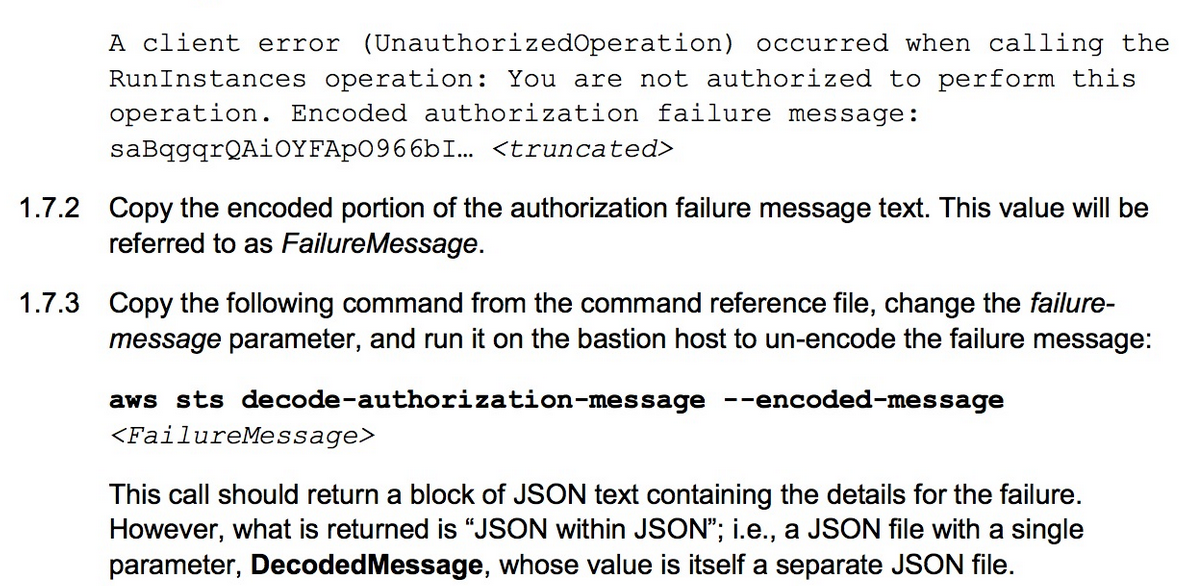 A client error (UnauthorizedOperation) occurred when calling the
RunInstances operation: You are not authorized to perform this
operation. Encoded authorization failure message:
saBqgqrQAiOYFApO966bI… <truncated>
1.7.2 Copy the encoded portion of the authorization failure message text. This value will be
referred to as FailureMessage.
1.7.3 Copy the following command from the command reference file, change the failure-
message parameter, and run it on the bastion host to un-encode the failure message:
aws sts decode-authorization-message --encoded-message
<FailureMessage>
This call should return a block of JSON text containing the details for the failure.
However, what is returned is “JSON within JSON”; i.e., a JSON file with a single
parameter, DecodedMessage, whose value is itself a separate JSON file.